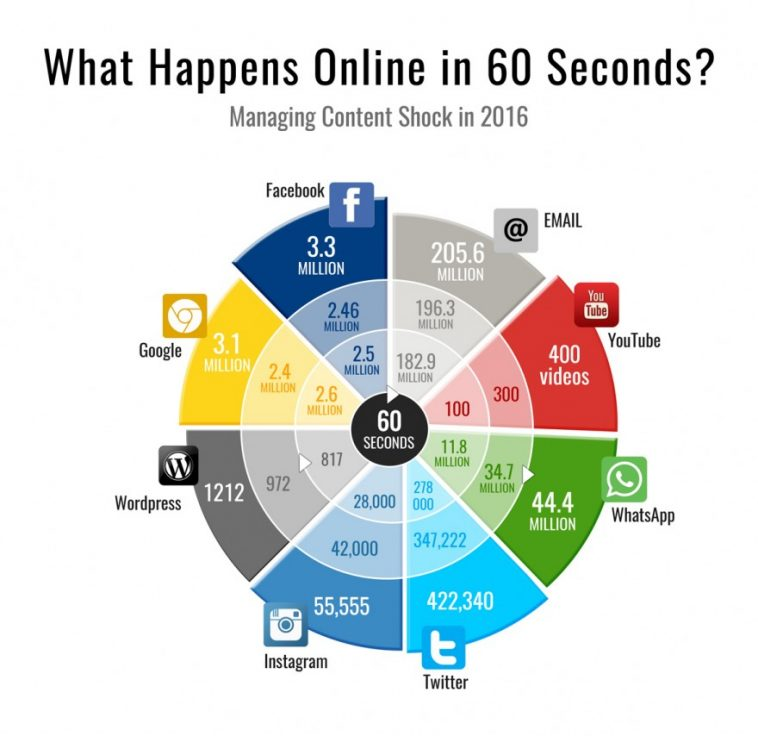 What Happens Online in 60 Seconds?
Managing Content Shock in 2016
Facebook
f
3.3
MILLION
2.46
MILLION
2.5
MILLION
@
EMAIL
205.6
MILLION
196.3
MILLION
182.9
MILLION
You
Tube
YouTube
400
videos
300
100
WhatsApp
44.4
MILLION
34.7
MILLION
11.8
MILLION
Twitter
t
422,340
347,222
278
000
Instagram
55,555
42,000
28,000
Wordpress
W
1212
972
817
Google
3.1
MILLION
2.4
MILLION
2.6
MILLION
60
SECONDS